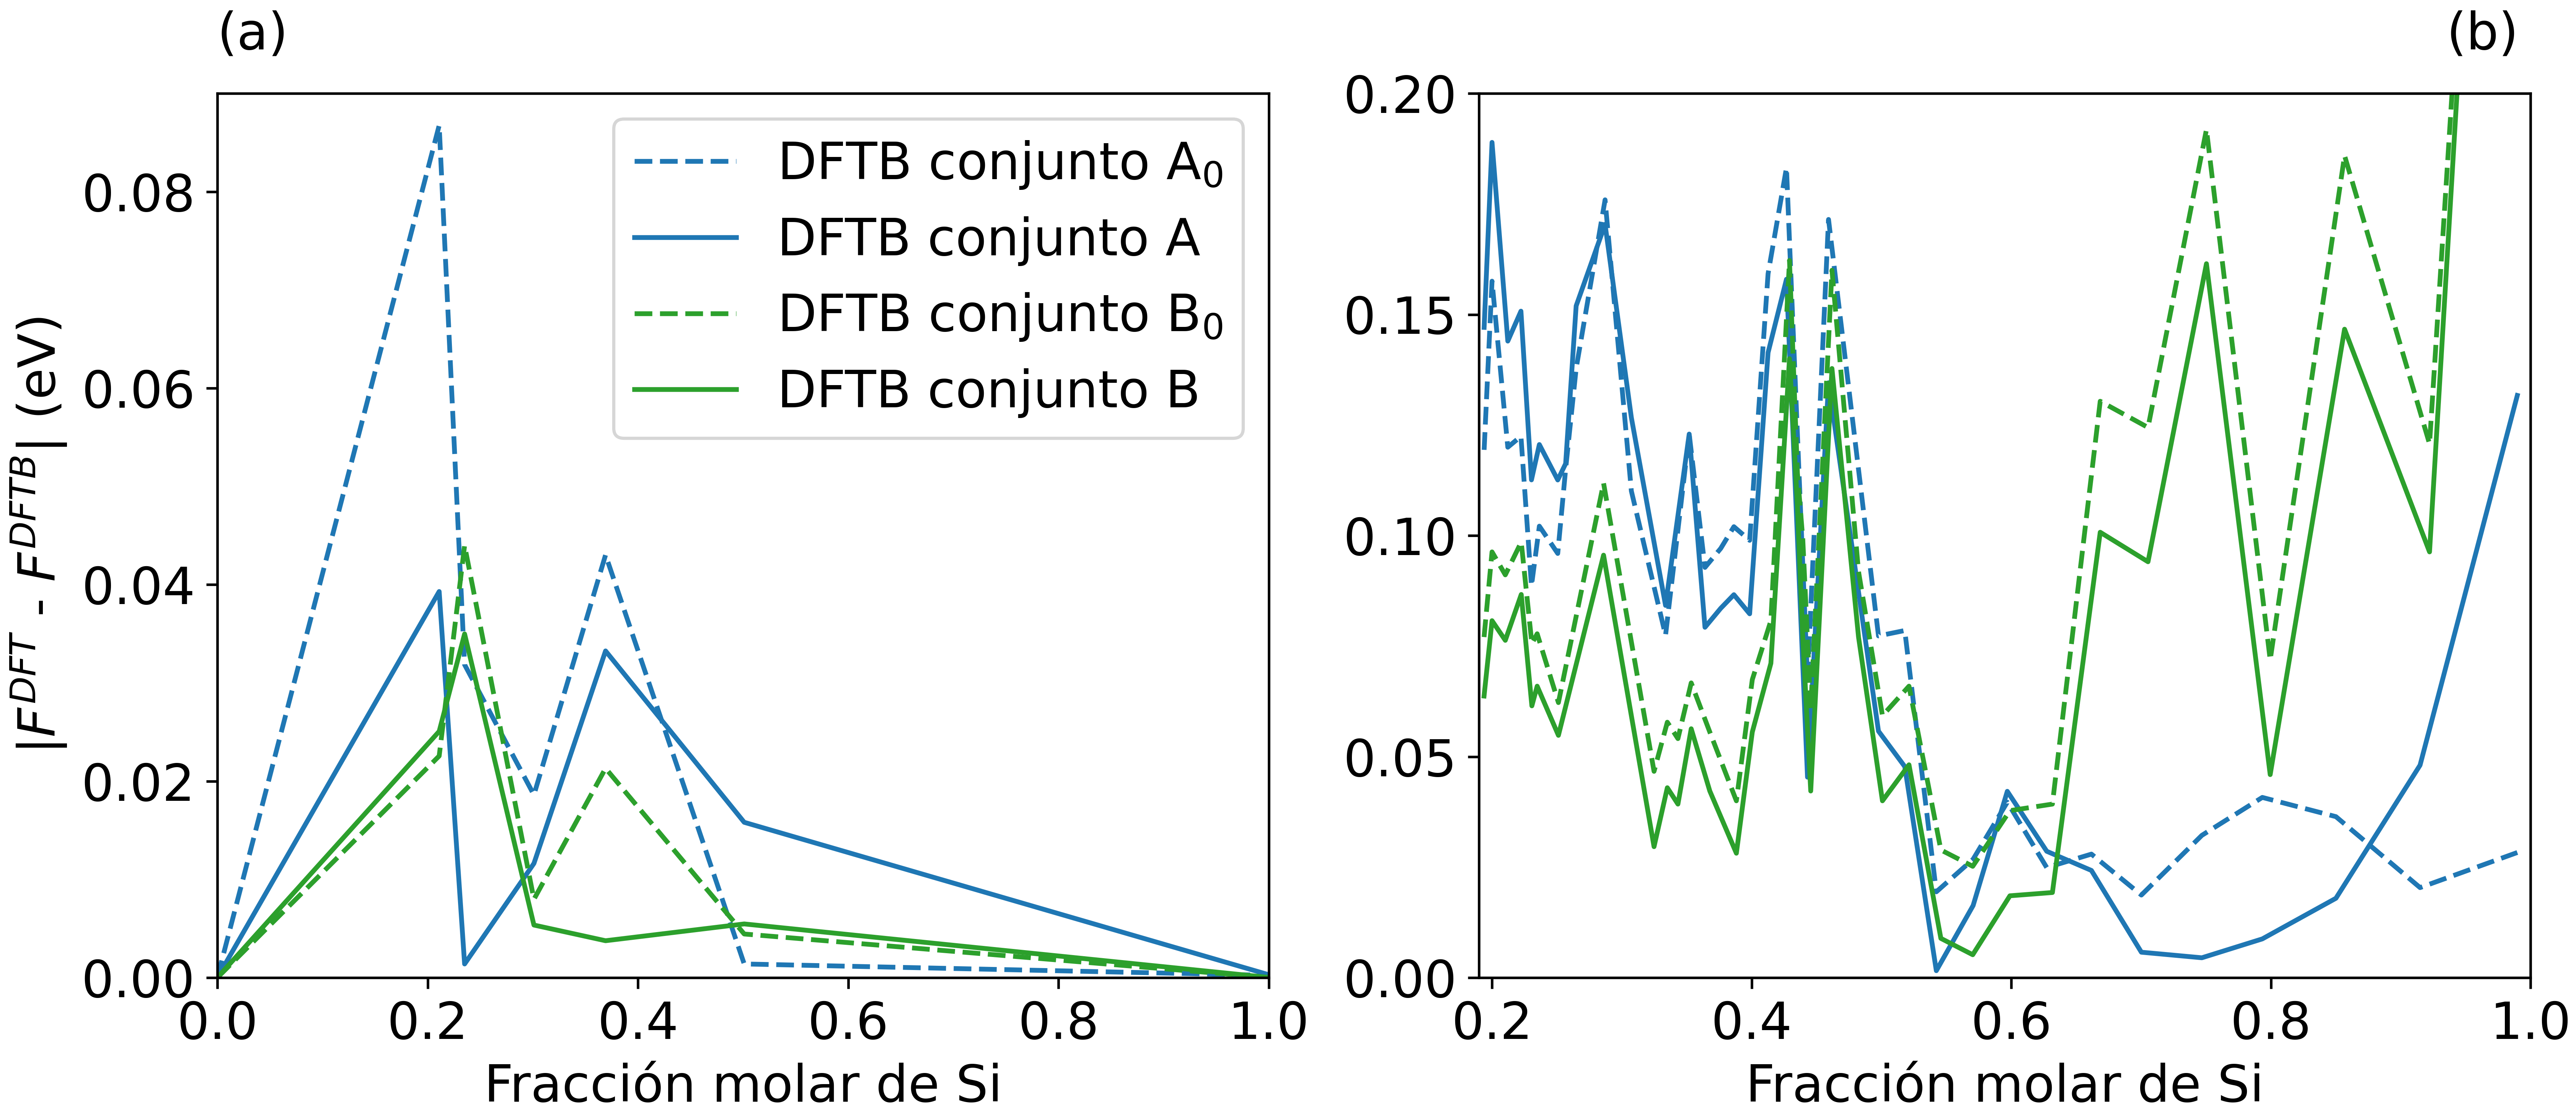 (a)
(b)
|F^DFT - F^DFTB| (eV)
0.08
0.06
0.04
0.02
0.00
DFTB conjunto A₀
DFTB conjunto A
DFTB conjunto B₀
DFTB conjunto B
0.0 0.2 0.4 0.6 0.8 1.0
Fracción molar de Si
0.20
0.15
0.10
0.05
0.00
0.2 0.4 0.6 0.8 1.0
Fracción molar de Si